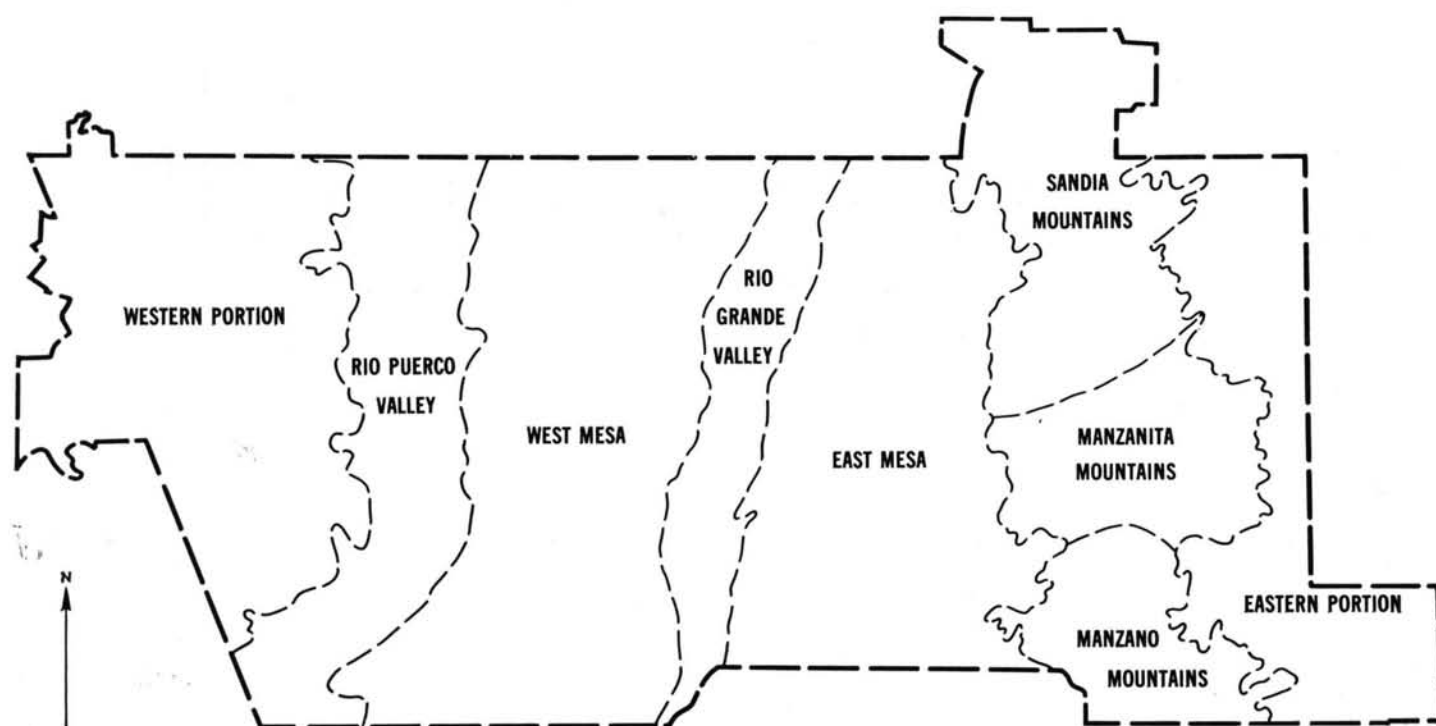 SANDIA
MOUNTAINS
RIO
GRANDE
VALLEY
WESTERN PORTION
RIO PUERCO
VALLEY
WEST MESA
EAST MESA
MANZANITA
MOUNTAINS
N
EASTERN PORTION
MANZANO
MOUNTAINS